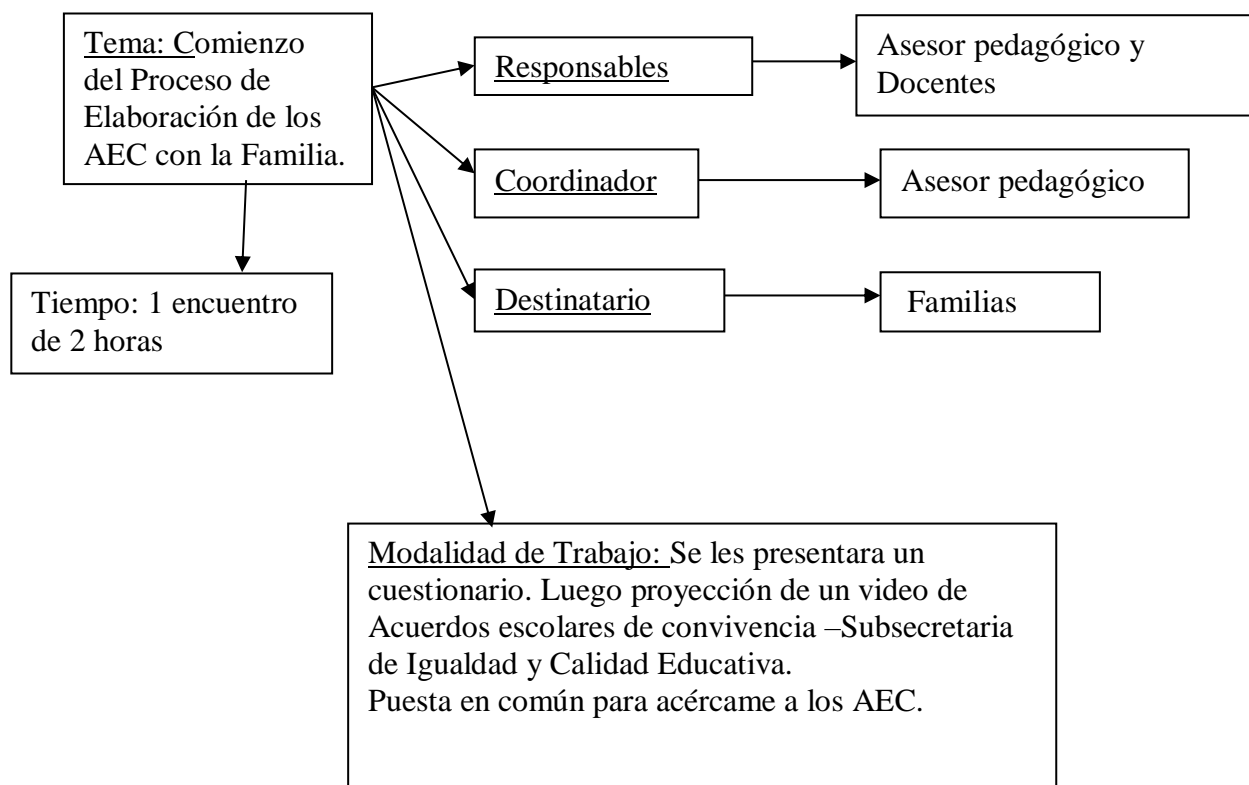 Tema: Comienzo
del Proceso de
Elaboración de los
AEC con la Familia.
Responsables
Asesor pedagógico y
Docentes
Coordinador
Asesor pedagógico
Destinatario
Familias
Tiempo: 1 encuentro
de 2 horas
Modalidad de Trabajo: Se les presentara un
cuestionario. Luego proyección de un video de
Acuerdos escolares de convivencia –Subsecretaria
de Igualdad y Calidad Educativa.
Puesta en común para acércame a los AEC.